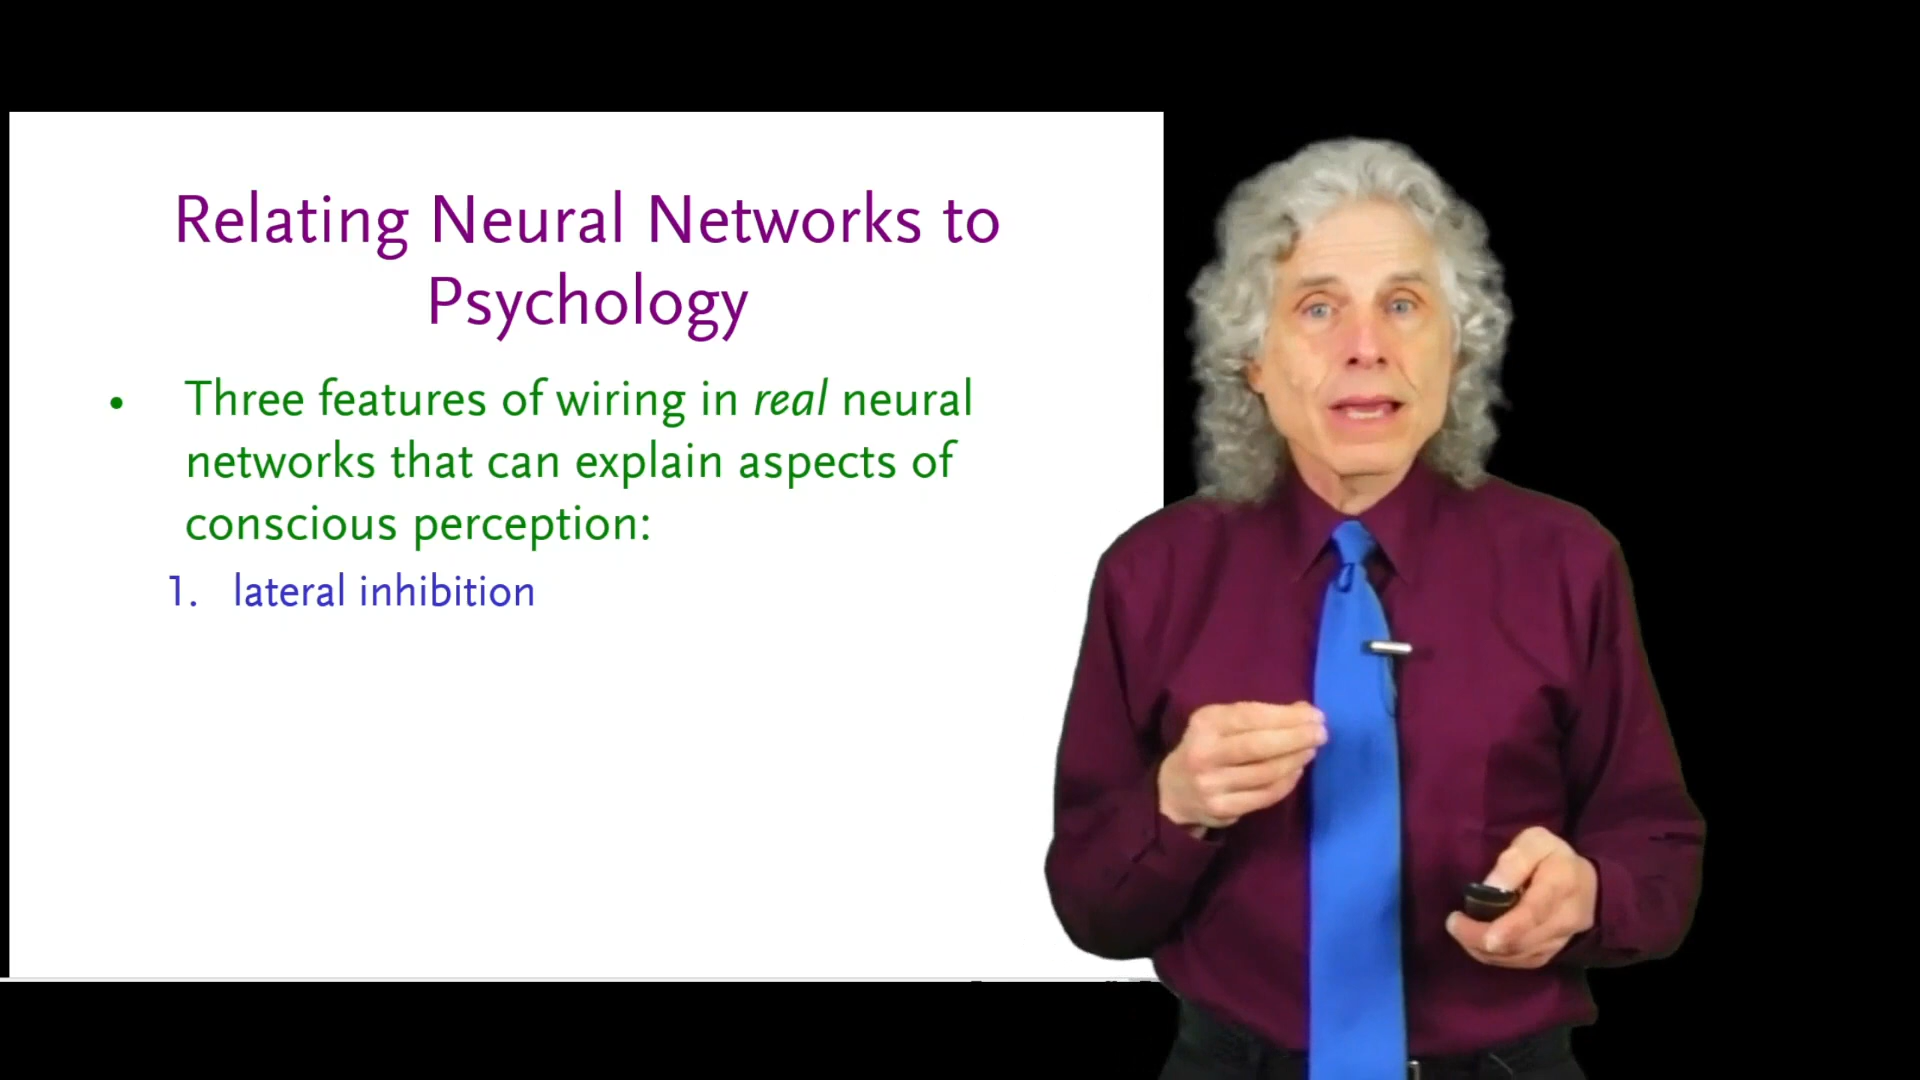 Relating Neural Networks to
Psychology
• Three features of wiring in real neural
networks that can explain aspects of
conscious perception:
1. lateral inhibition